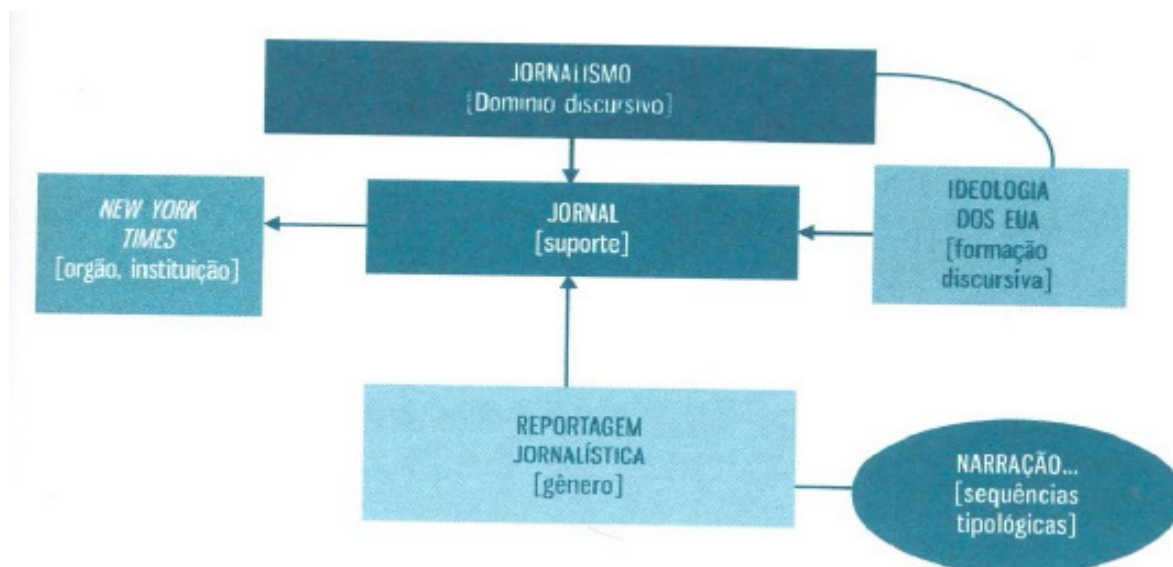 JORNALISMO
[Domínio discursivo]
NEW YORK
TIMES
[orgão, instituição]
JORNAL
[suporte]
IDEOLOGIA
DOS EUA
[formação
discursiva]
REPORTAGEM
JORNALÍSTICA
[gênero]
NARRAÇÃO...
[sequências
tipológicas]